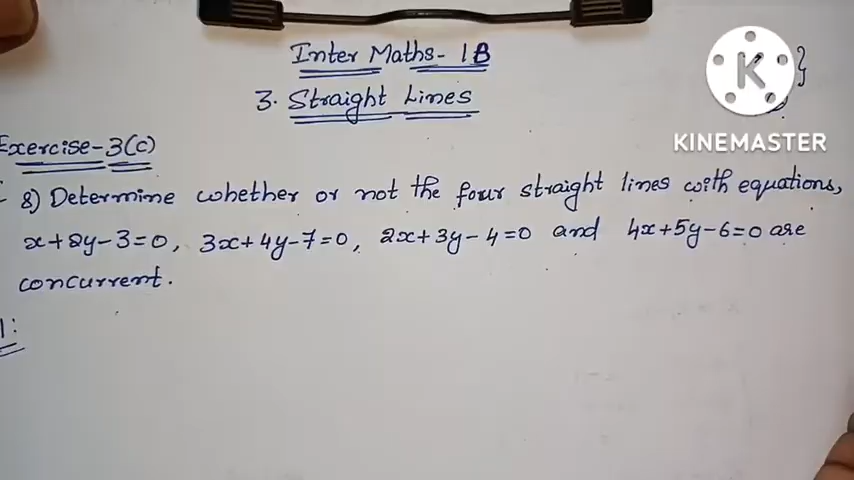 Inter Maths - 1B
3. Straight Lines
KINEMASTER
Exercise - 3(c)
8) Determine whether or not the four straight lines with equations,
x+2y-3=0, 3x+4y-7=0, 2x+3y-4=0 and 4x+5y-6=0 are
concurrent.